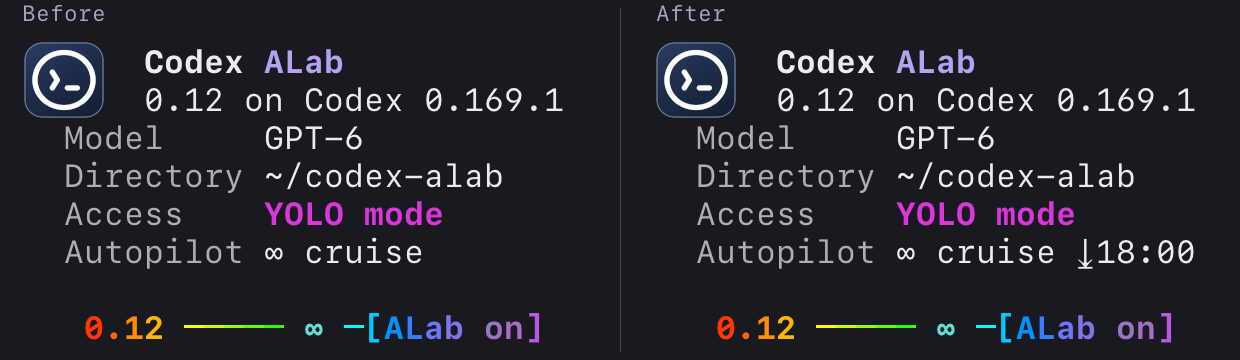 Before
Codex ALab
0.12 on Codex 0.169.1
Model GPT-6
Directory ~/codex-alab
Access YOLO mode
Autopilot ∞ cruise
0.12 ─── ∞ ─[ALab on]
After
Codex ALab
0.12 on Codex 0.169.1
Model GPT-6
Directory ~/codex-alab
Access YOLO mode
Autopilot ∞ cruise ⤓18:00
0.12 ───── ∞ ─[ALab on]